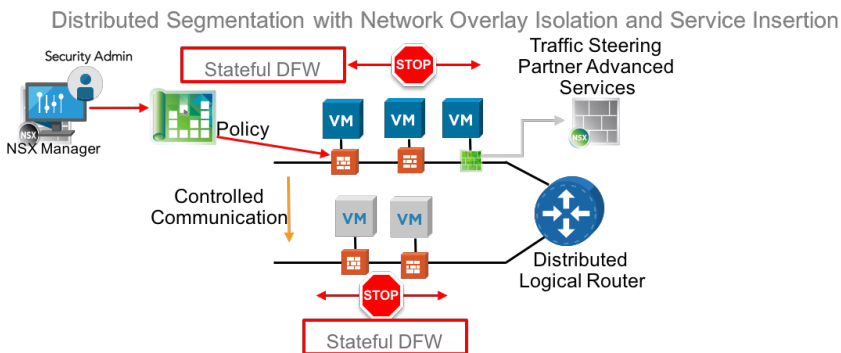 Distributed Segmentation with Network Overlay Isolation and Service Insertion
Security Admin
Stateful DFW
STOP
Traffic Steering
Partner Advanced
Services
NSX
NSX Manager
Policy
VM
VM
VM
NSX
Controlled
Communication
VM
VM
Distributed
Logical Router
STOP
Stateful DFW